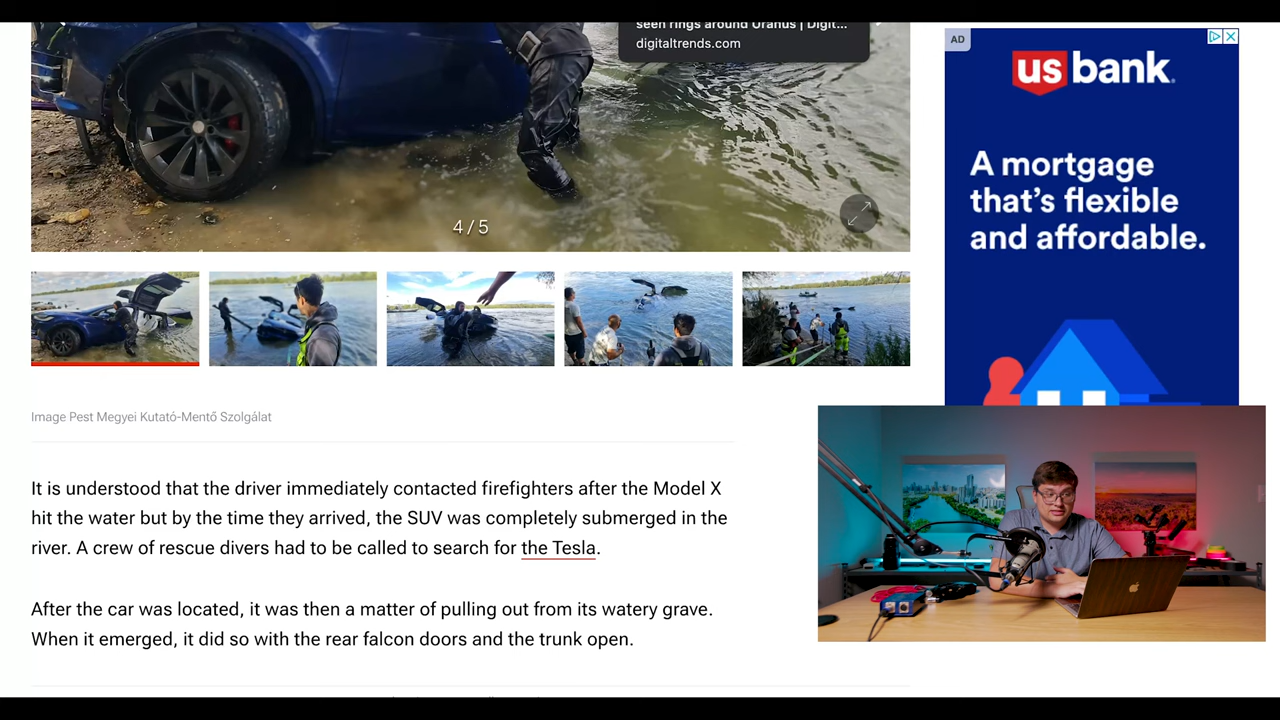 seen rings around Uranus | Digit...
digitaltrends.com
4 / 5
AD
us bank.
A mortgage
that's flexible
and affordable.
Image Pest Megyei Kutató-Mentő Szolgálat
It is understood that the driver immediately contacted firefighters after the Model X
hit the water but by the time they arrived, the SUV was completely submerged in the
river. A crew of rescue divers had to be called to search for the Tesla.
After the car was located, it was then a matter of pulling out from its watery grave.
When it emerged, it did so with the rear falcon doors and the trunk open.